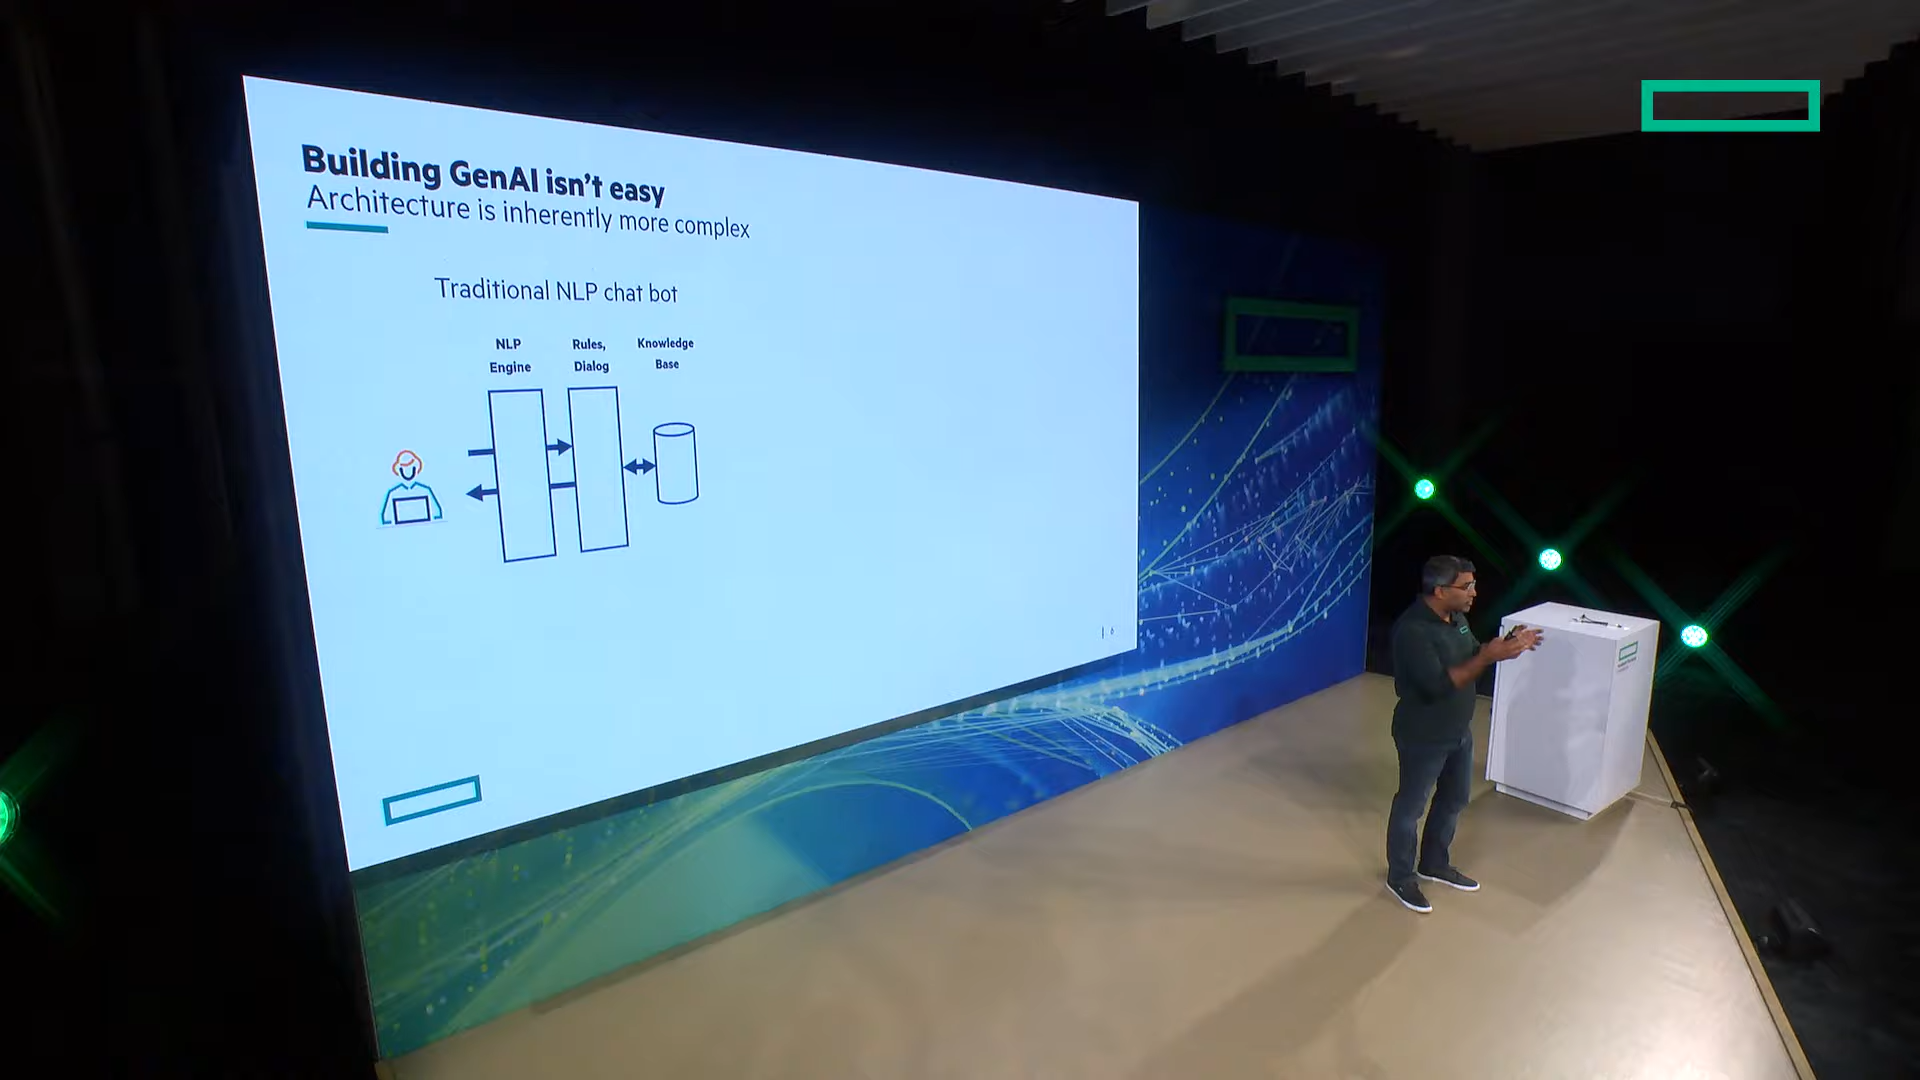 Building GenAI isn't easy
Architecture is inherently more complex
Traditional NLP chat bot
NLP
Engine
Rules,
Dialog
Knowledge
Base